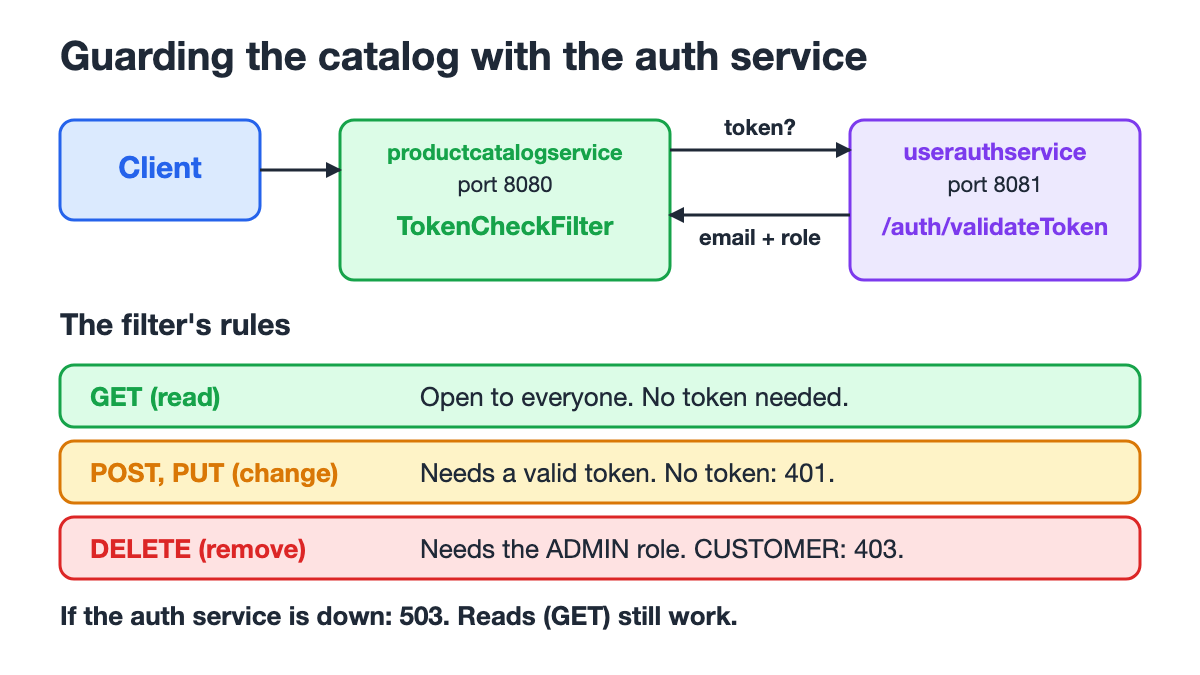 Guarding the catalog with the auth service
Client
productcatalogservice
port 8080
TokenCheckFilter
token?
email + role
userauthservice
port 8081
/auth/validateToken
The filter's rules
GET (read) Open to everyone. No token needed.
POST, PUT (change) Needs a valid token. No token: 401.
DELETE (remove) Needs the ADMIN role. CUSTOMER: 403.
If the auth service is down: 503. Reads (GET) still work.